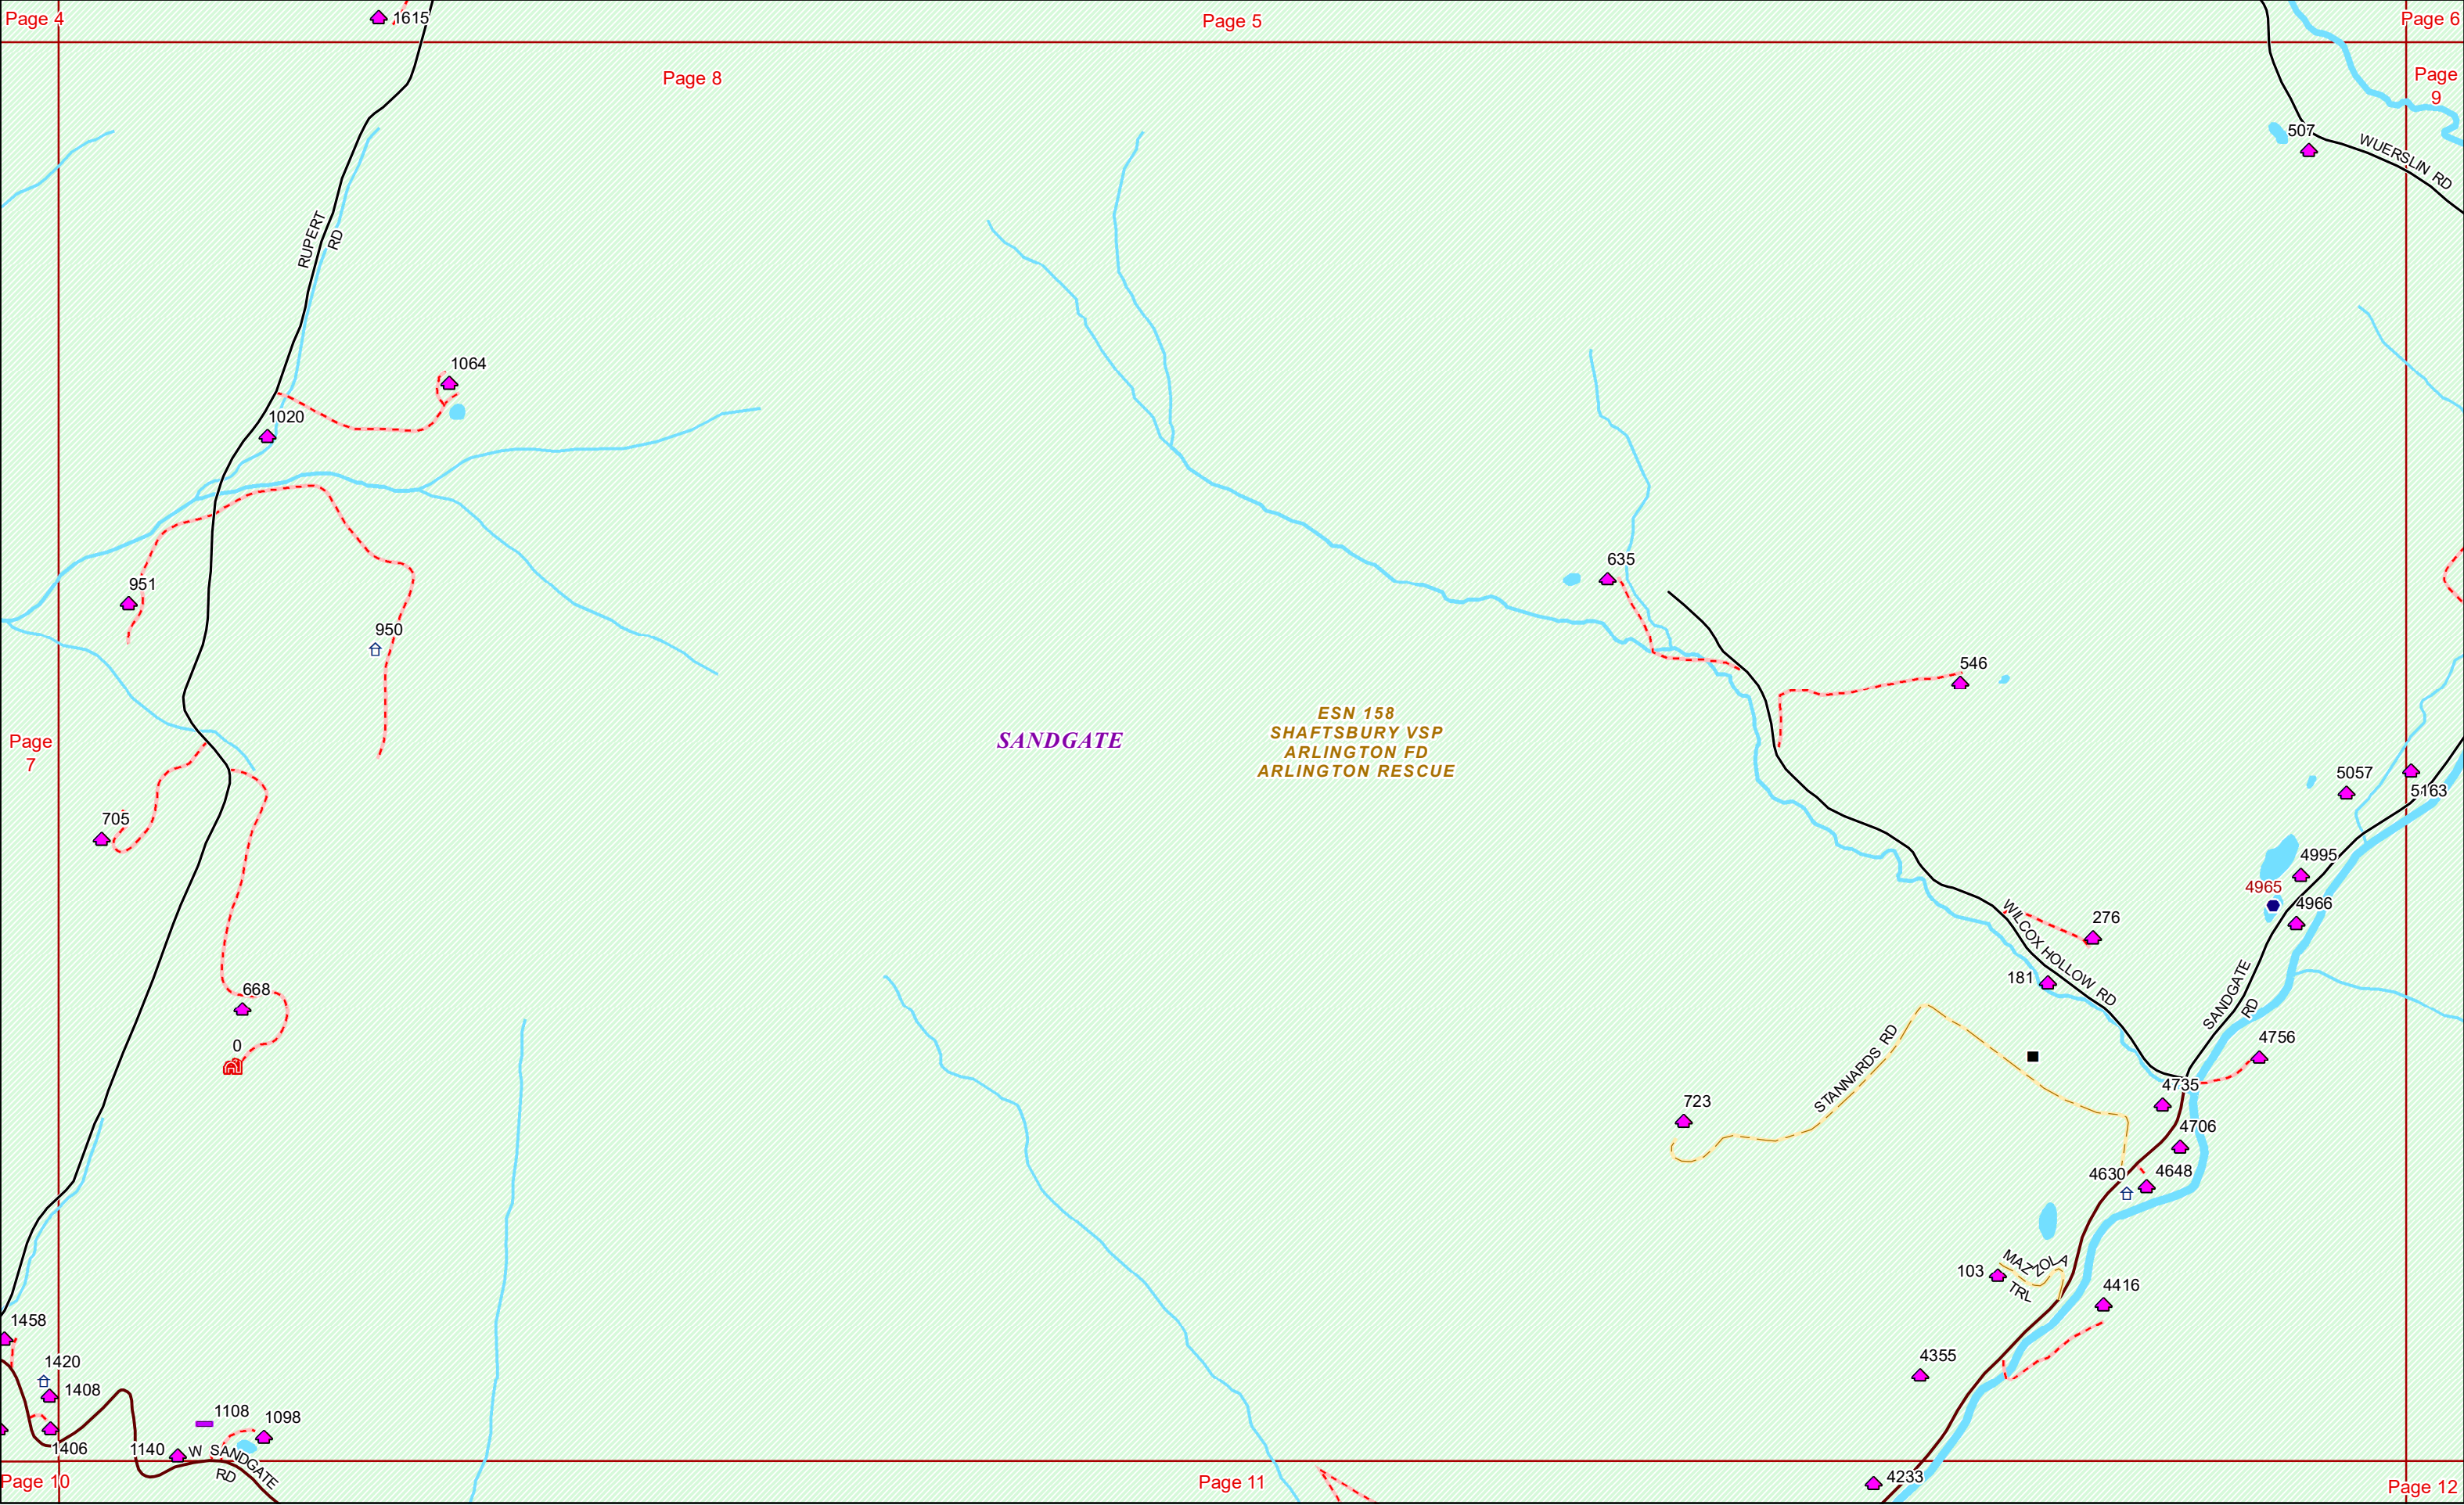 Page 4
1615
Page 5
Page 6
Page 8
Page
9
507
WUERSLIN RD
RUPERT
RD
1064
1020
635
951
950
546
SANDGATE
ESN 158
SHAFTSBURY VSP
ARLINGTON FD
ARLINGTON RESCUE
Page
7
5057
5163
705
4995
4965
4966
276
WILCOX HOLLOW RD
181
SANDGATE
RD
668
0
4756
STANNARDS RD
4735
723
4706
4648
4630
MAZZOLA
TRL
103
4416
1458
4355
1420
1408
1108
1098
1406
1140
W SANDGATE
RD
4233
Page 10
Page 11
Page 12